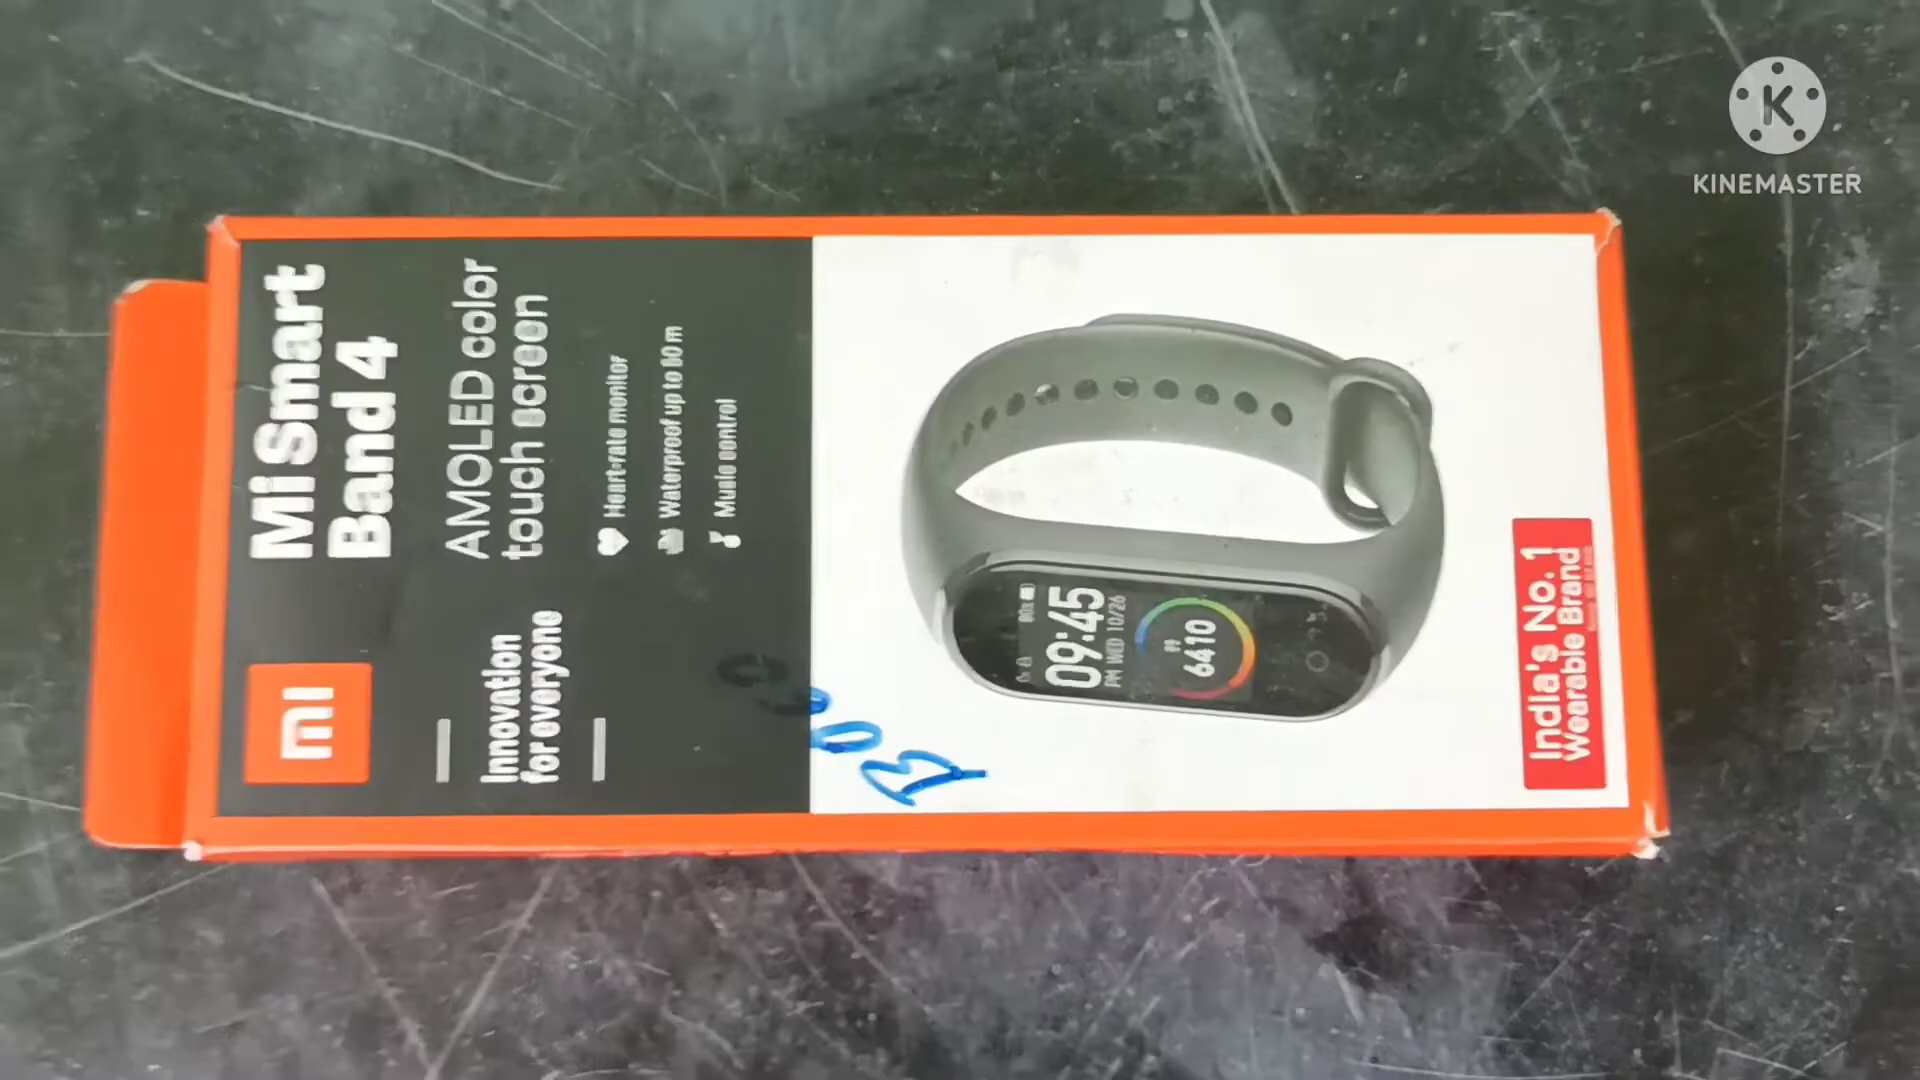 KINEMASTER
Mi Smart
Band 4
AMOLED color
touch screen
Heart-rate monitor
Waterproof up to 50 m
Music control
mi
Innovation
for everyone
80%
09:45
PM WED 10/26
6410
India's No. 1
Wearable Brand